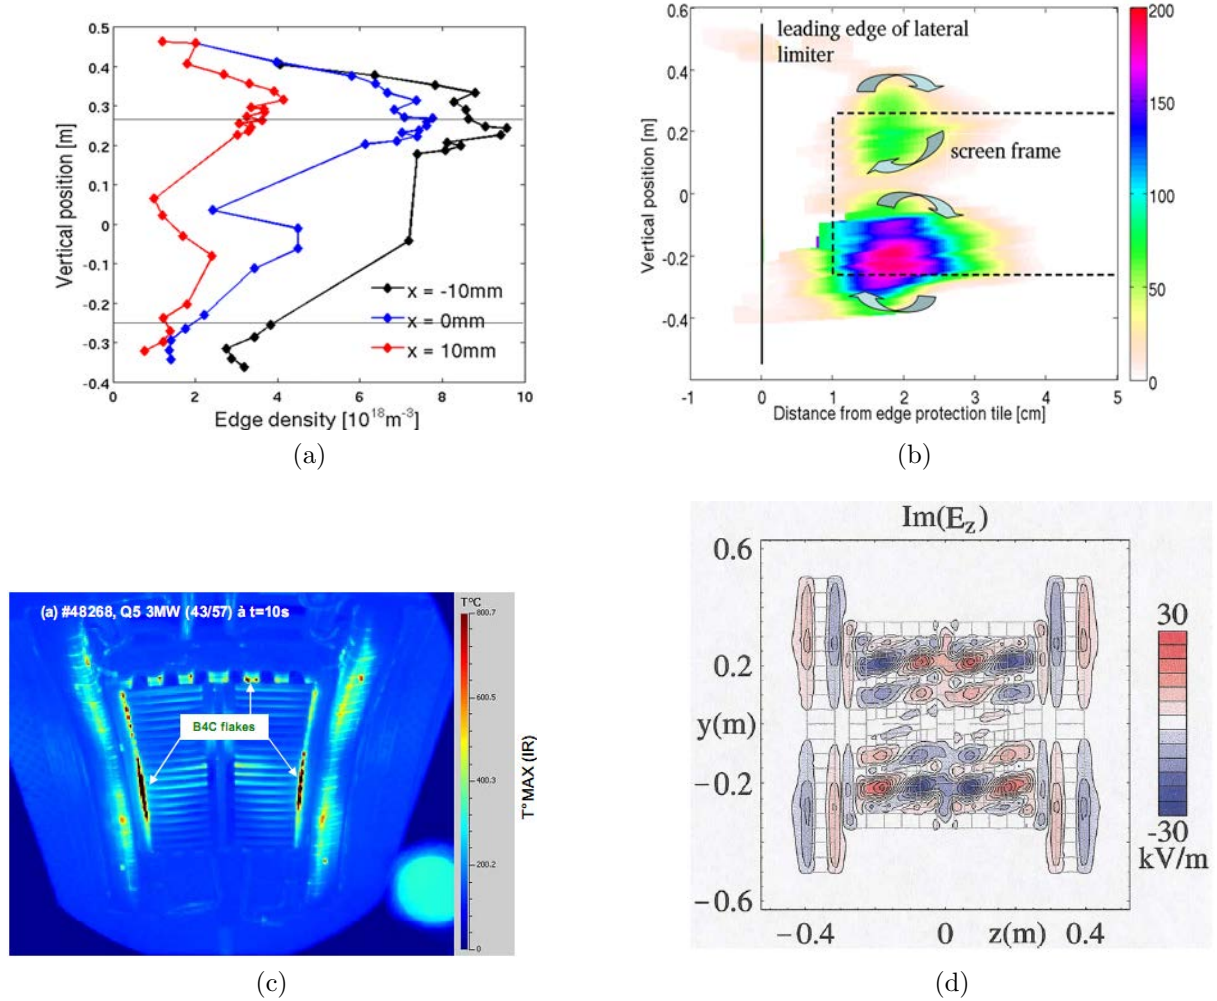 0.5
0.4
0.3
0.2
0.1
0
-0.1
-0.2
-0.3
-0.4
Vertical position [m]
x = -10mm
x = 0mm
x = 10mm
0 2 4 6 8 10
Edge density [10^18 m^-3]
(a)
0.6
0.4
0.2
0
-0.2
-0.4
Vertical position [m]
leading edge of lateral
limiter
screen frame
-1 0 1 2 3 4 5
Distance from edge protection tile [cm]
200
150
100
50
0
(b)
(a) #48268, Q5 3MW (43/57) à t=10s
B4C flakes
T°C
800.7
600.5
400.3
200.2
0
T°MAX (IR)
(c)
Im(E_z)
0.6
0.2
y(m)
-0.2
-0.6
-0.4 0 z(m) 0.4
30
-30
kV/m
(d)